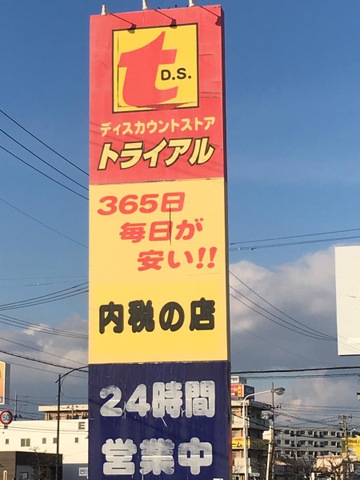 t
D.S.
ディスカウントストア
トライアル
365日
毎日が
安い!!
内税の店
24時間
営業中